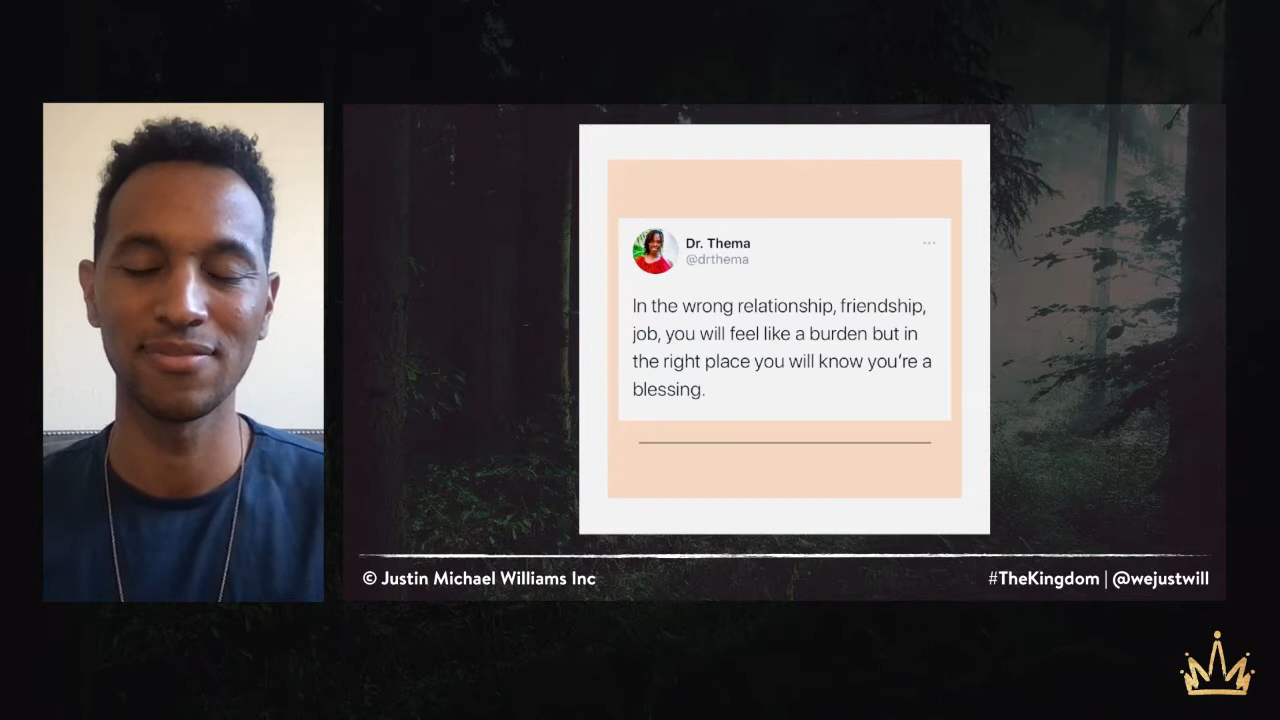 Dr. Thema
@drthema
In the wrong relationship, friendship,
job, you will feel like a burden but in
the right place you will know you’re a
blessing.
© Justin Michael Williams Inc
#TheKingdom | @wejustwill